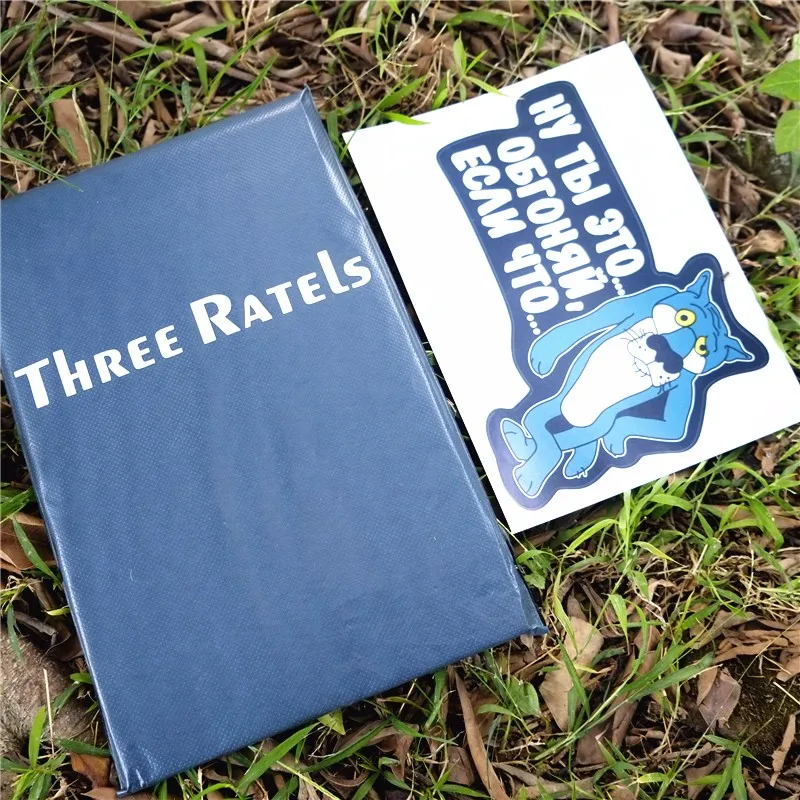 Three Ratels
НУ ТЫ ЭТО...
ОБГОНЯЙ,
ЕСЛИ ЧТО...